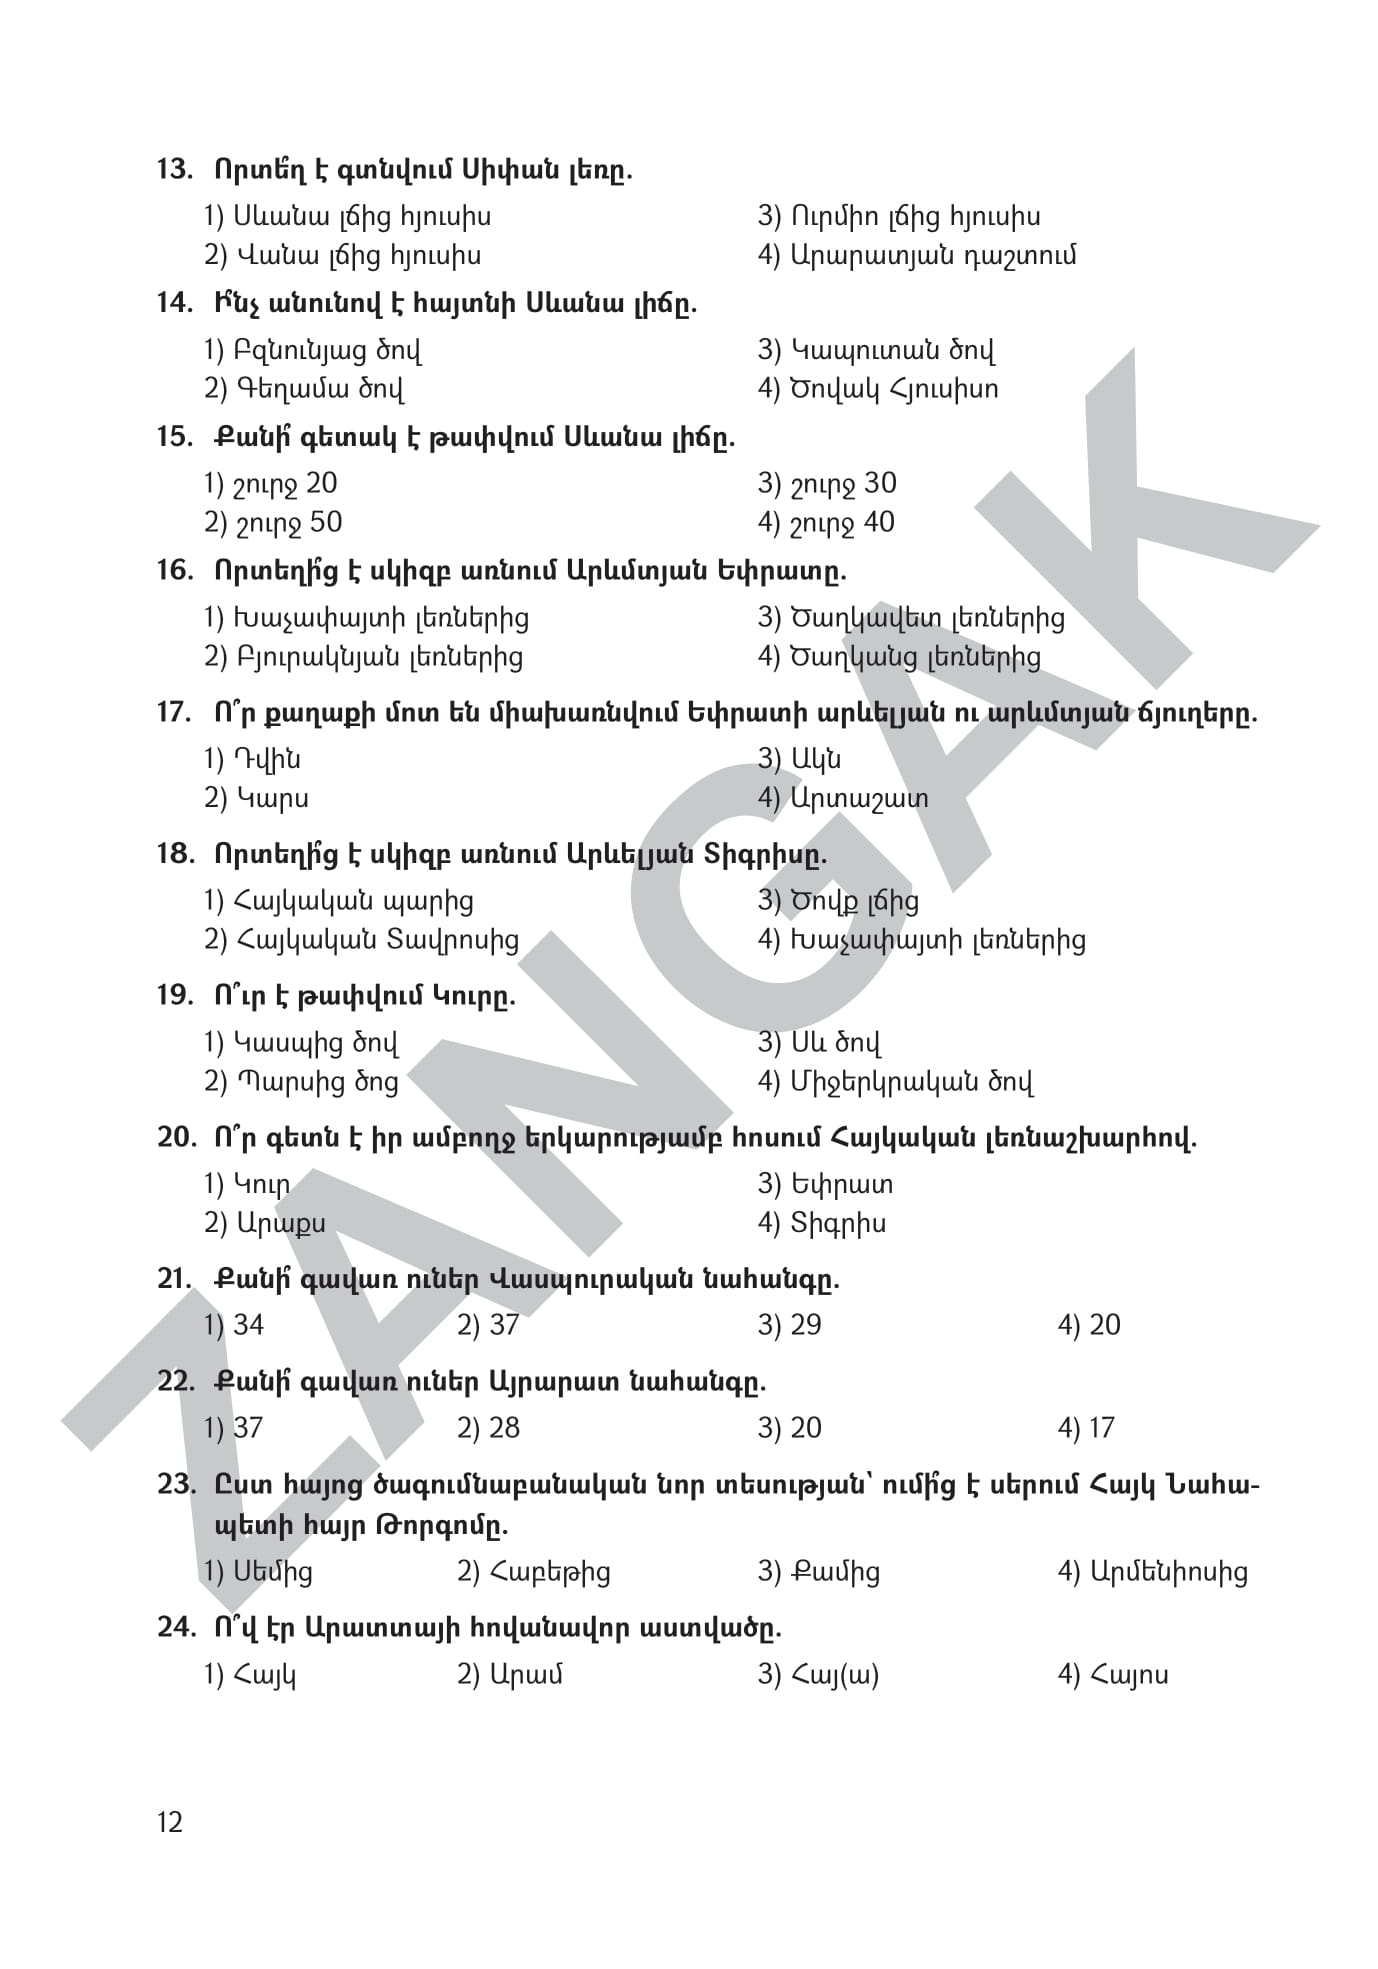 13. Որտե՞ղ է գտնվում Սիփան լեռը.
1) Սևանա լճից հյուսիս 3) Ուրմիո լճից հյուսիս
2) Վանա լճից հյուսիս 4) Արարատյան դաշտում
14. Ի՞նչ անունով է հայտնի Սևանա լիճը.
1) Բզնունյաց ծով 3) Կապուտան ծով
2) Գեղամա ծով 4) Ծովակ Հյուսիսո
15. Քանի՞ գետակ է թափվում Սևանա լիճը.
1) շուրջ 20 3) շուրջ 30
2) շուրջ 50 4) շուրջ 40
16. Որտեղի՞ց է սկիզբ առնում Արևմտյան Եփրատը.
1) Խաչափայտի լեռներից 3) Ծաղկավետ լեռներից
2) Բյուրակնյան լեռներից 4) Ծաղկանց լեռներից
17. Ո՞ր քաղաքի մոտ են միախառնվում Եփրատի արևելյան ու արևմտյան ճյուղերը.
1) Դվին 3) Ակն
2) Կարս 4) Արտաշատ
18. Որտեղի՞ց է սկիզբ առնում Արևելյան Տիգրիսը.
1) Հայկական պարից 3) Ծովք լճից
2) Հայկական Տավրոսից 4) Խաչափայտի լեռներից
19. Ո՞ւր է թափվում Կուրը.
1) Կասպից ծով 3) Սև ծով
2) Պարսից ծոց 4) Միջերկրական ծով
20. Ո՞ր գետն է իր ամբողջ երկարությամբ հոսում Հայկական լեռնաշխարհով.
1) Կուր 3) Եփրատ
2) Արաքս 4) Տիգրիս
21. Քանի՞ գավառ ուներ Վասպուրական նահանգը.
1) 34 2) 37 3) 29 4) 20
22. Քանի՞ գավառ ուներ Այրարատ նահանգը.
1) 37 2) 28 3) 20 4) 17
23. Ըստ հայոց ծագումնաբանական նոր տեսության՝ ումի՞ց է սերում Հայկ Նահա-
պետի հայր Թորգոմը.
1) Սեմից 2) Հաբեթից 3) Քամից 4) Արմենիոսից
24. Ո՞վ էր Արատտայի հովանավոր աստվածը.
1) Հայկ 2) Արամ 3) Հայ(ա) 4) Հայոս
12
ZANGAK